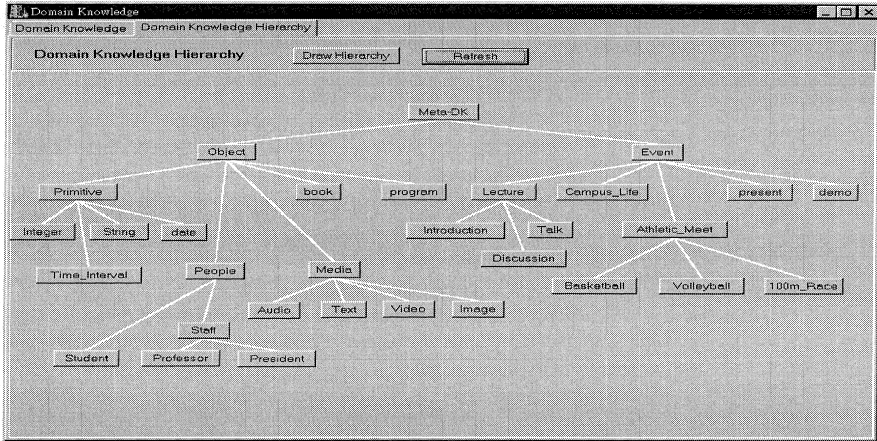 Domain Knowledge
Domain Knowledge
Domain Knowledge Hierarchy
Domain Knowledge Hierarchy
Draw Hierarchy
Refresh
Meta-DK
Object
Event
Primitive
book
program
Lecture
Campus_Life
present
demo
Integer
String
date
Introduction
Talk
Athletic_Meet
Discussion
Time_Interval
People
Media
Basketball
Volleyball
100m_Race
Audio
Text
Video
Image
Staff
Student
Professor
President